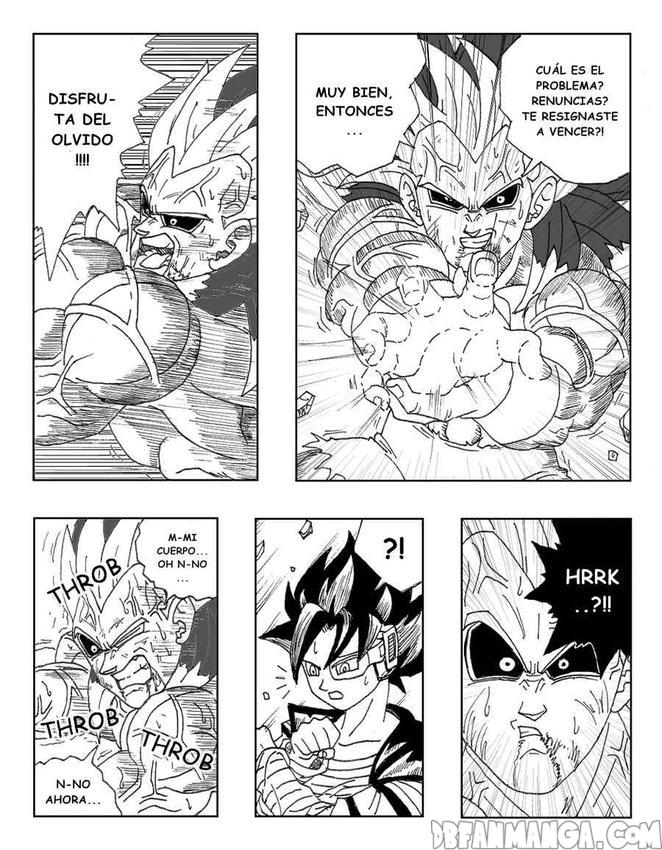 CUÁL ES EL
PROBLEMA?
RENUNCIAS?
TE RESIGNASTE
A VENCER?!
MUY BIEN,
ENTONCES
...
DISFRU-
TA DEL
OLVIDO
!!!!
HRRK
..?!!
?!
M-MI
CUERPO...
OH N-NO
...
THROB
THROB
THROB
N-NO
AHORA...
DBFANMANGA.COM